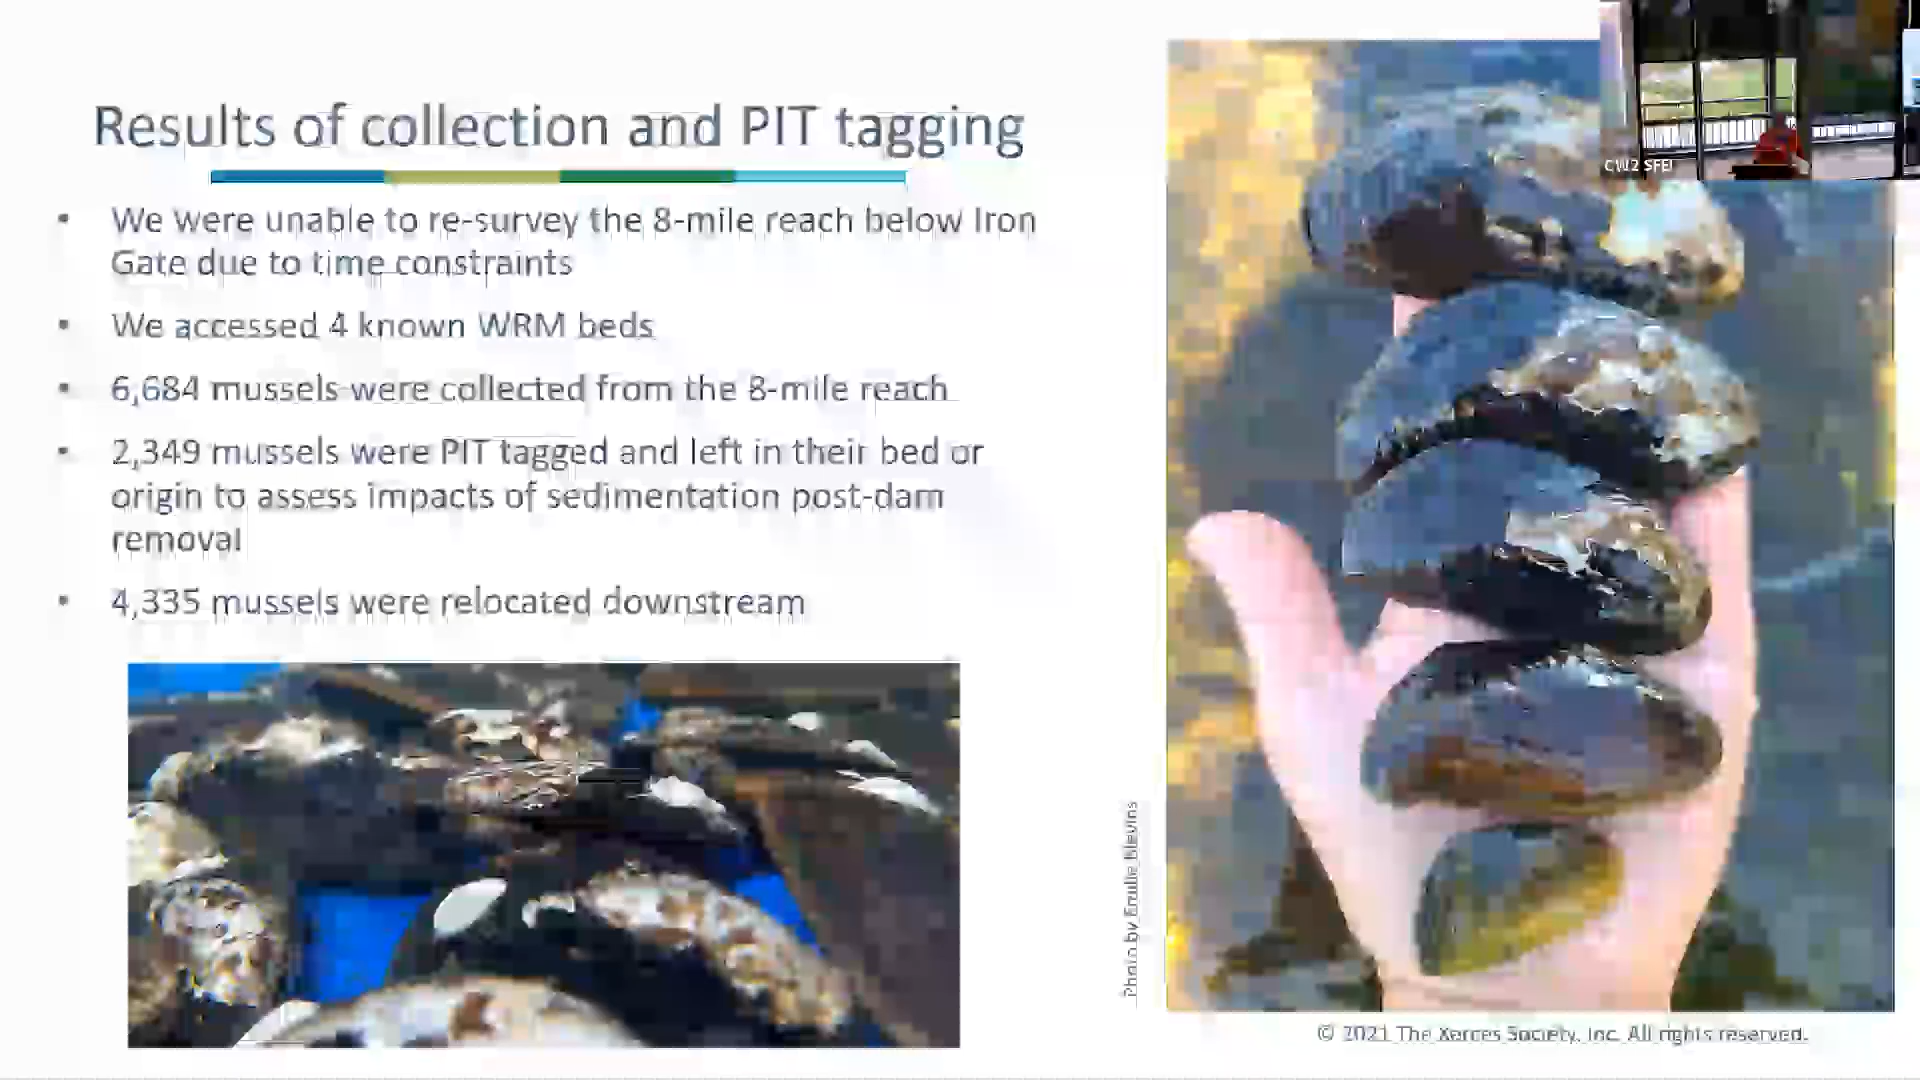 CW2 SFEI
Results of collection and PIT tagging
• We were unable to re-survey the 8-mile reach below Iron
Gate due to time constraints
• We accessed 4 known WRM beds
• 6,684 mussels were collected from the 8-mile reach
• 2,349 mussels were PIT tagged and left in their bed or
origin to assess impacts of sedimentation post-dam
removal
• 4,335 mussels were relocated downstream
Photo by Emilie Blevins
© 2021 The Xerces Society, Inc. All rights reserved.